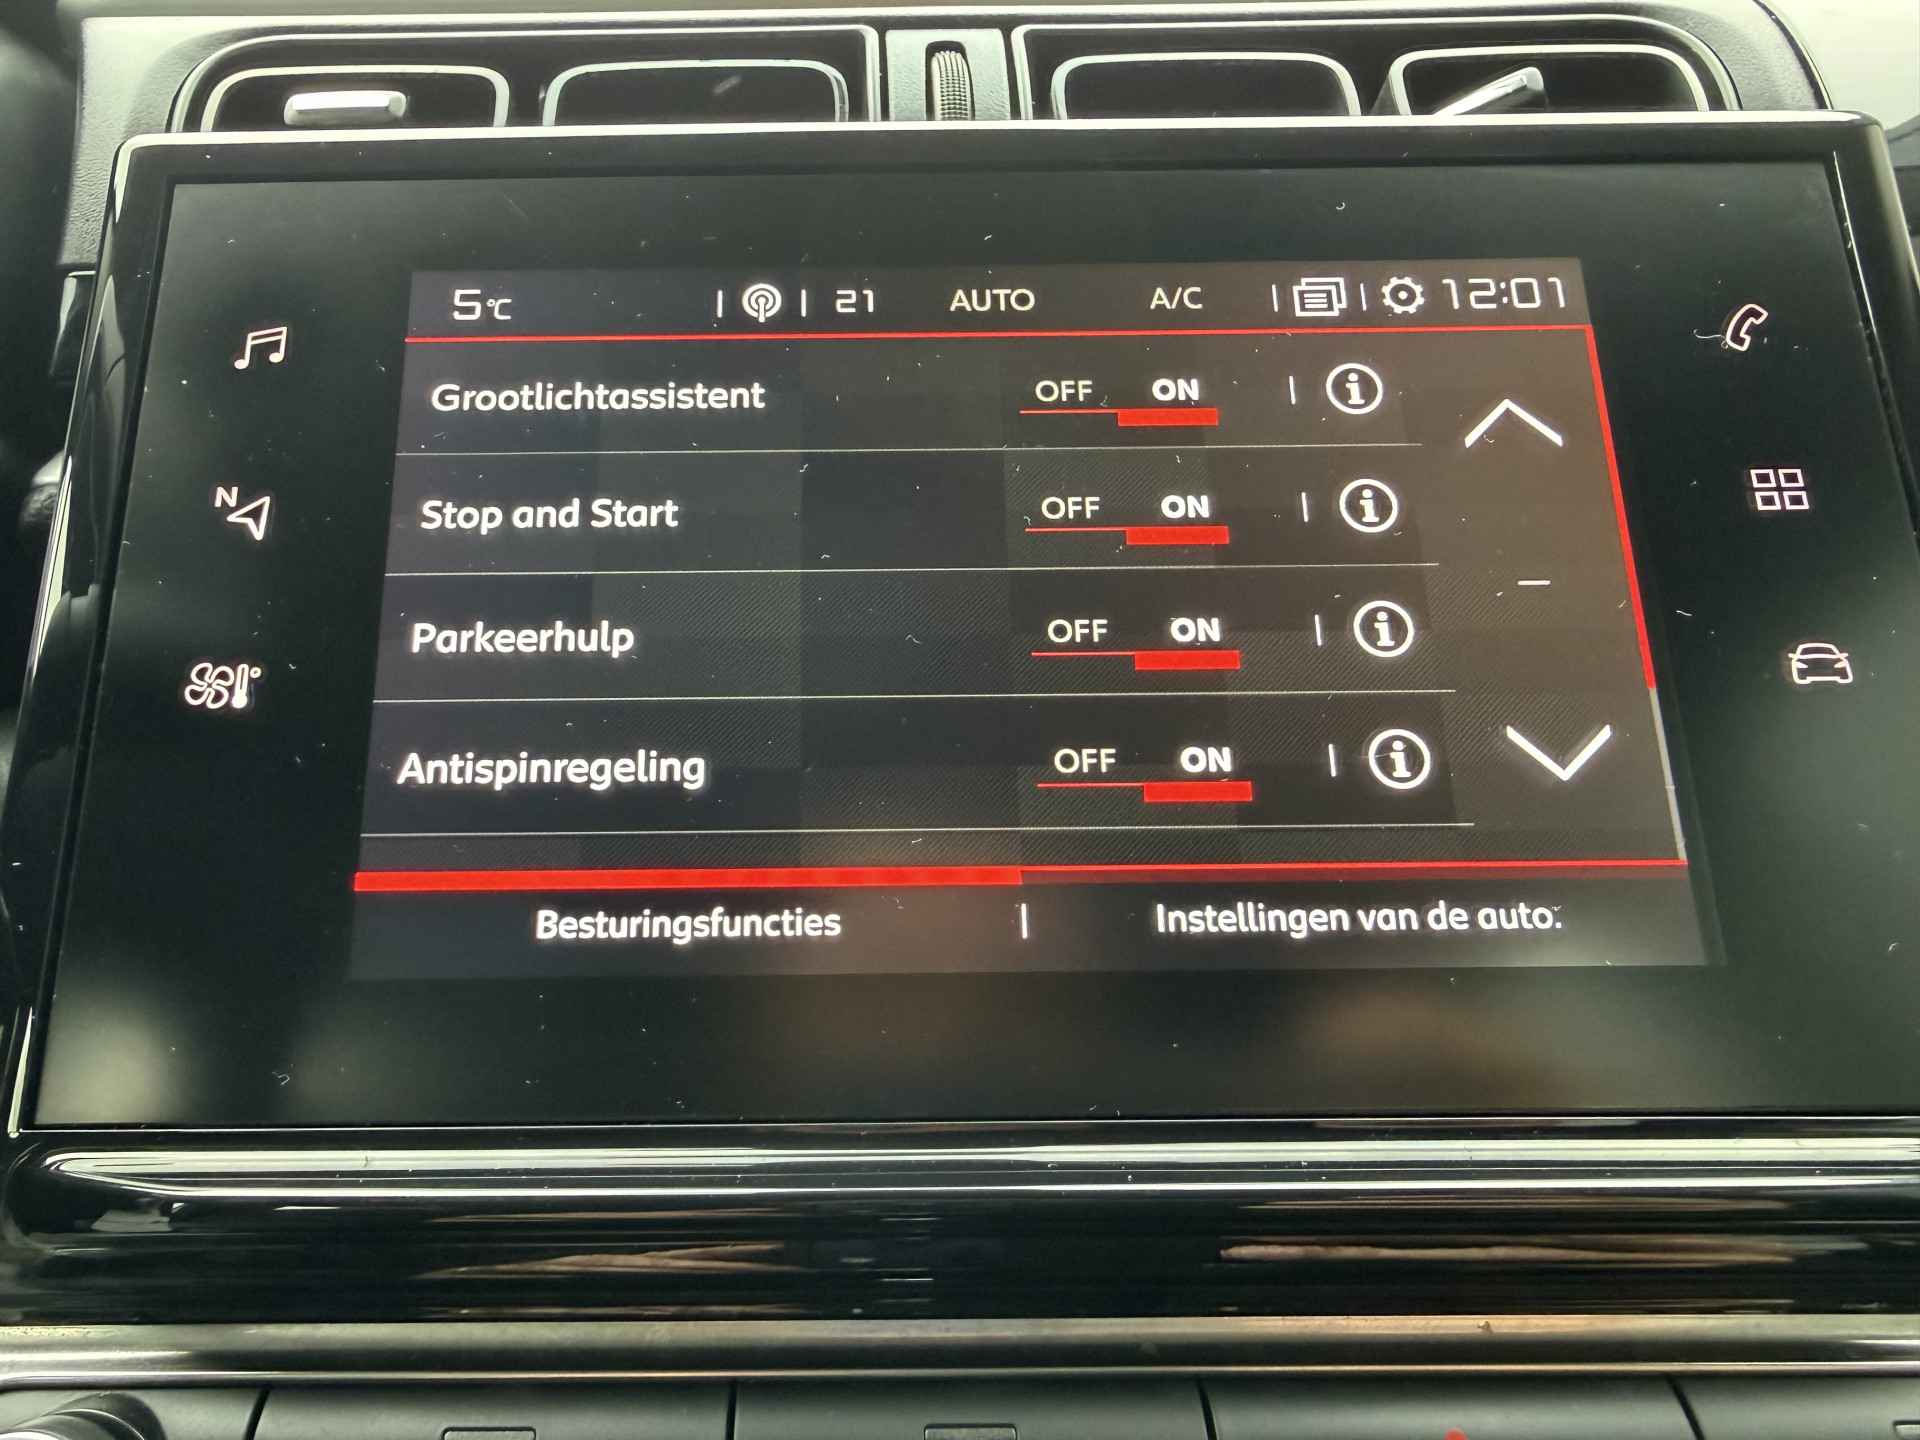 5°C 21 AUTO A/C 12:01
Grootlichtassistent OFF ON
Stop and Start OFF ON
N
Parkeerhulp OFF ON
Antispinregeling OFF ON
Besturingsfuncties Instellingen van de auto.